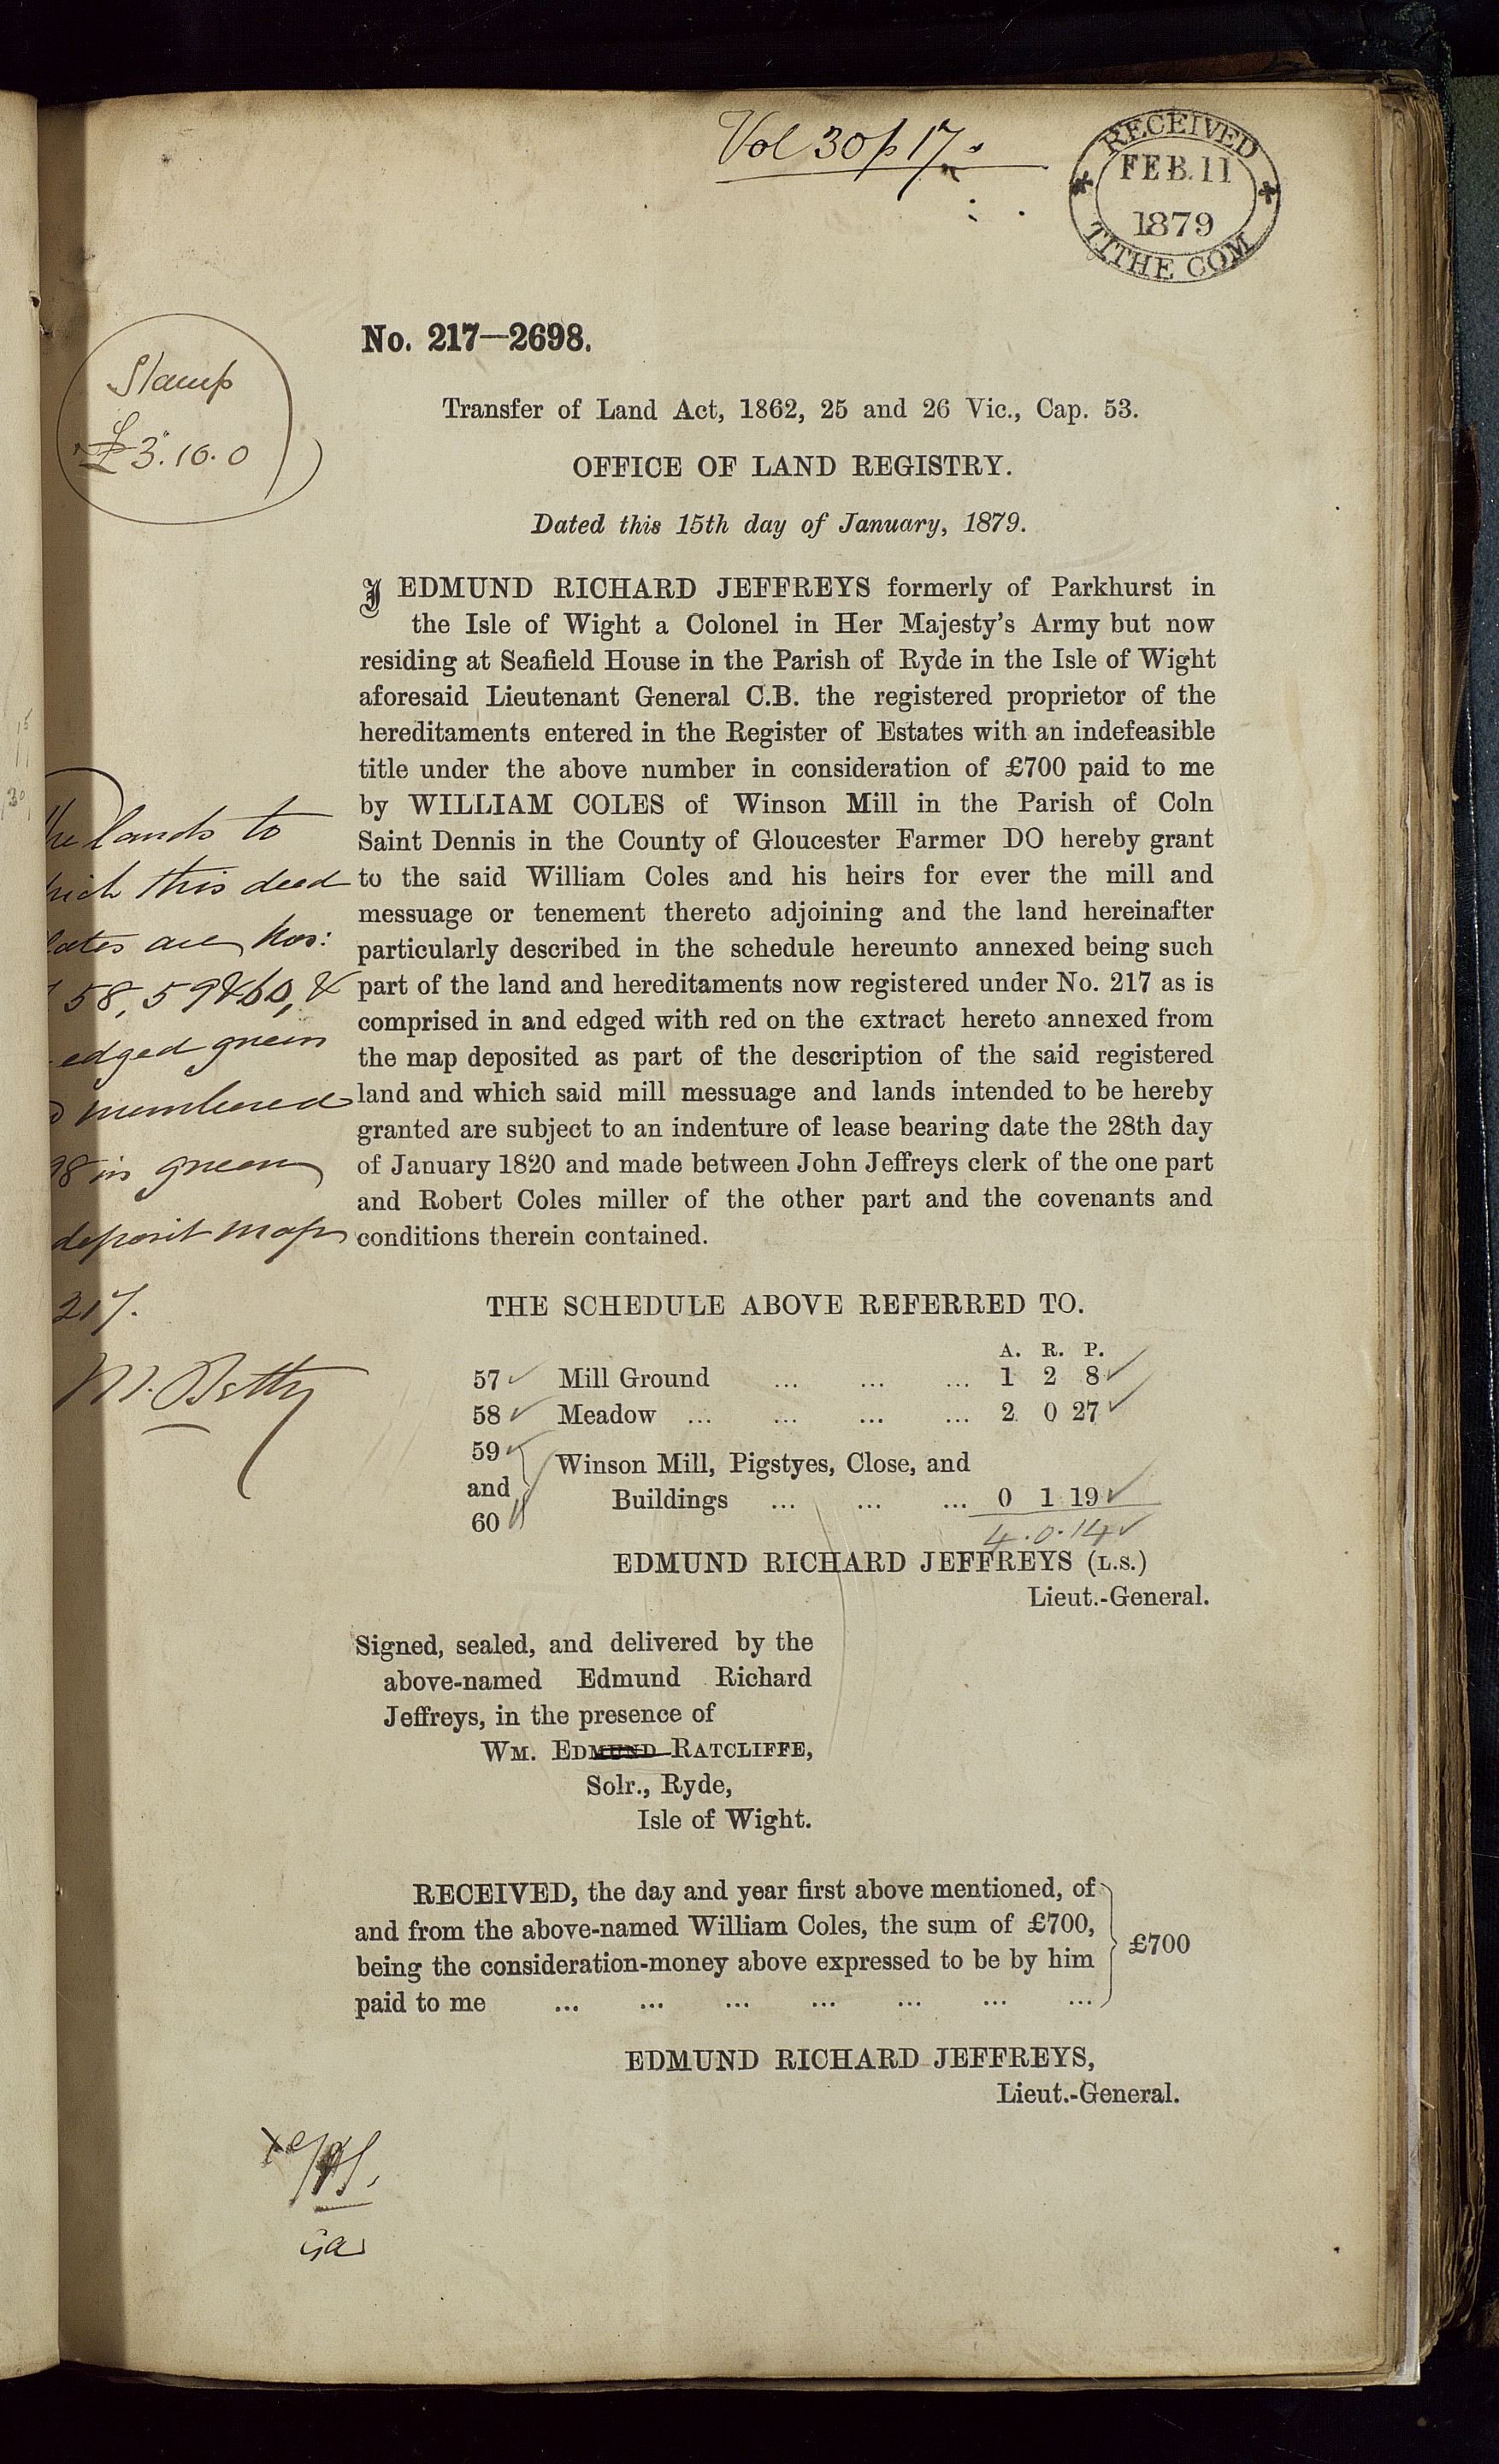 Vol 30 p 17.
RECEIVED
FEB. 11
1879
TITHE COM
No. 217—2698.
Stamp
£3.10.0
Transfer of Land Act, 1862, 25 and 26 Vic., Cap. 53.
OFFICE OF LAND REGISTRY.
Dated this 15th day of January, 1879.
I EDMUND RICHARD JEFFREYS formerly of Parkhurst in
the Isle of Wight a Colonel in Her Majesty's Army but now
residing at Seafield House in the Parish of Ryde in the Isle of Wight
aforesaid Lieutenant General C.B. the registered proprietor of the
hereditaments entered in the Register of Estates with an indefeasible
title under the above number in consideration of £700 paid to me
by WILLIAM COLES of Winson Mill in the Parish of Coln
Saint Dennis in the County of Gloucester Farmer DO hereby grant
to the said William Coles and his heirs for ever the mill and
messuage or tenement thereto adjoining and the land hereinafter
particularly described in the schedule hereunto annexed being such
part of the land and hereditaments now registered under No. 217 as is
comprised in and edged with red on the extract hereto annexed from
the map deposited as part of the description of the said registered
land and which said mill messuage and lands intended to be hereby
granted are subject to an indenture of lease bearing date the 28th day
of January 1820 and made between John Jeffreys clerk of the one part
and Robert Coles miller of the other part and the covenants and
conditions therein contained.
The lands to
hich this deed
lates are Nos:
58, 59 & 60, &
edged green
numbered
98 in green
deposit map
217.
THE SCHEDULE ABOVE REFERRED TO.
A. R. P.
57 Mill Ground ... ... ... 1 2 8
58 Meadow ... ... ... ... 2 0 27
59 and 60 Winson Mill, Pigstyes, Close, and
Buildings ... ... ... 0 1 19
4.0.14
EDMUND RICHARD JEFFREYS (L.S.)
Lieut.-General.
Signed, sealed, and delivered by the
above-named Edmund Richard
Jeffreys, in the presence of
WM. EDMUND RATCLIFFE,
Solr., Ryde,
Isle of Wight.
RECEIVED, the day and year first above mentioned, of
and from the above-named William Coles, the sum of £700,
being the consideration-money above expressed to be by him
paid to me ... ... ... ... ... ... ...
£700
EDMUND RICHARD JEFFREYS,
Lieut.-General.